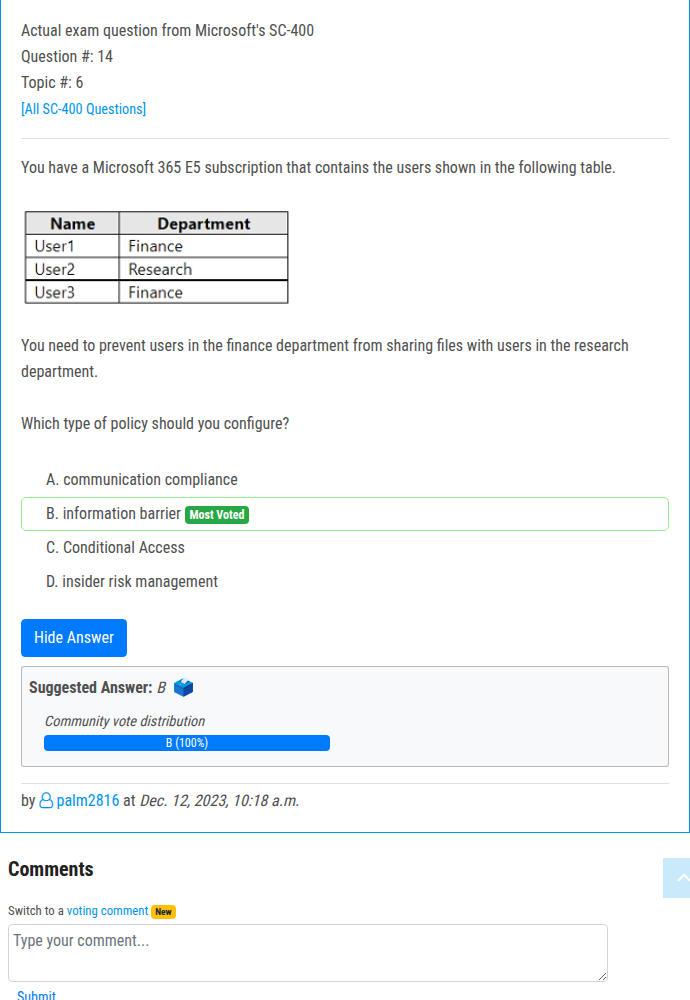 Actual exam question from Microsoft's SC-400
Question #: 14
Topic #: 6
[All SC-400 Questions]
You have a Microsoft 365 E5 subscription that contains the users shown in the following table.
Name Department
User1 Finance
User2 Research
User3 Finance
You need to prevent users in the finance department from sharing files with users in the research
department.
Which type of policy should you configure?
A. communication compliance
B. information barrier Most Voted
C. Conditional Access
D. insider risk management
Hide Answer
Suggested Answer: B
Community vote distribution
B (100%)
by palm2816 at Dec. 12, 2023, 10:18 a.m.
Comments
Switch to a voting comment New
Type your comment...
Submit